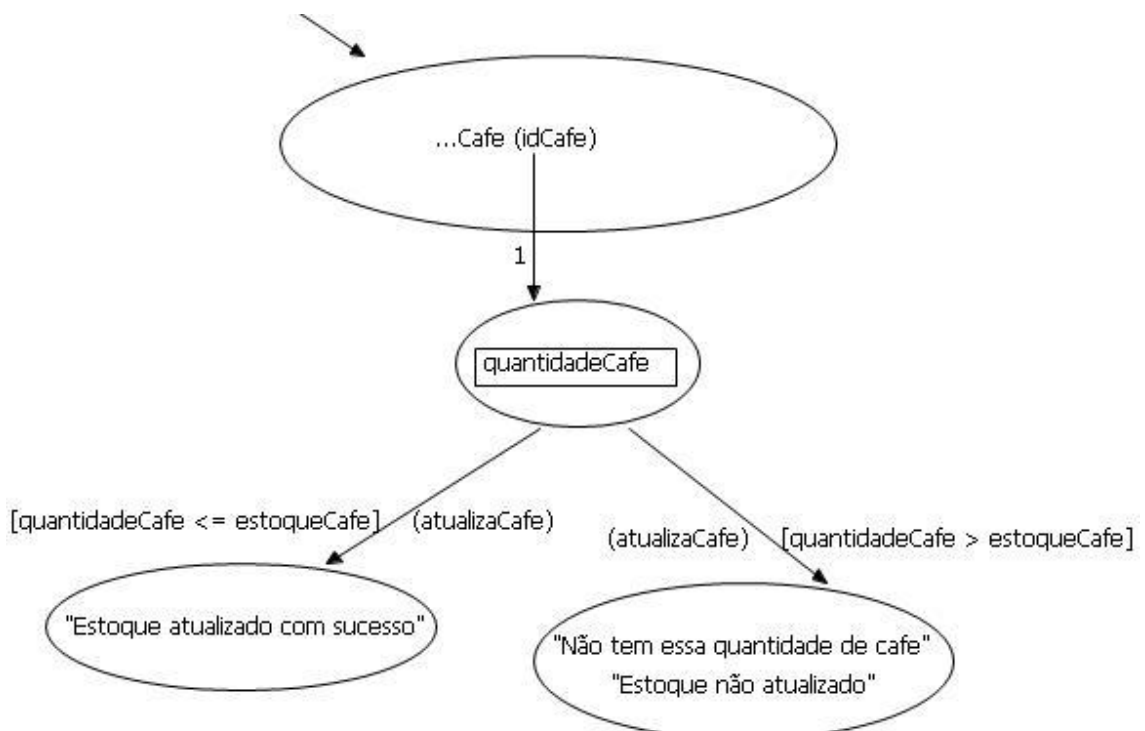 ...Cafe (idCafe)
1
quantidadeCafe
[quantidadeCafe <= estoqueCafe] (atualizaCafe)
(atualizaCafe) [quantidadeCafe > estoqueCafe]
"Estoque atualizado com sucesso"
"Não tem essa quantidade de cafe"
"Estoque não atualizado"